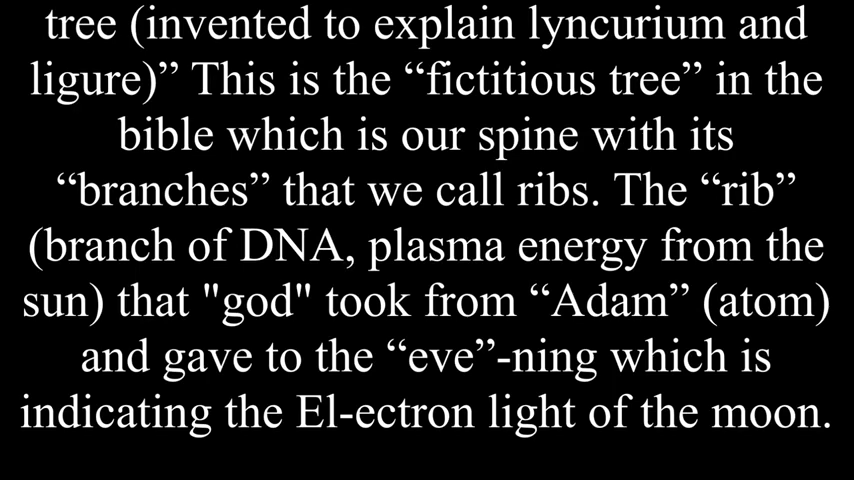 tree (invented to explain lyncurium and
ligure)” This is the “fictitious tree” in the
bible which is our spine with its
“branches” that we call ribs. The “rib”
(branch of DNA, plasma energy from the
sun) that "god" took from “Adam” (atom)
and gave to the “eve”-ning which is
indicating the El-ectron light of the moon.